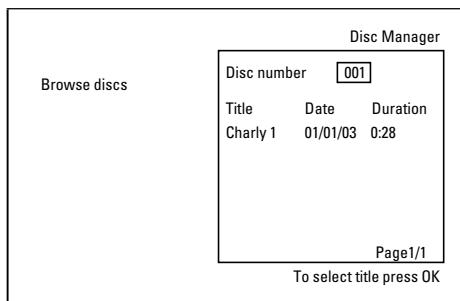 Disc Manager
Browse discs
Disc number 001
Title Date Duration
Charly 1 01/01/03 0:28
Page1/1
To select title press OK